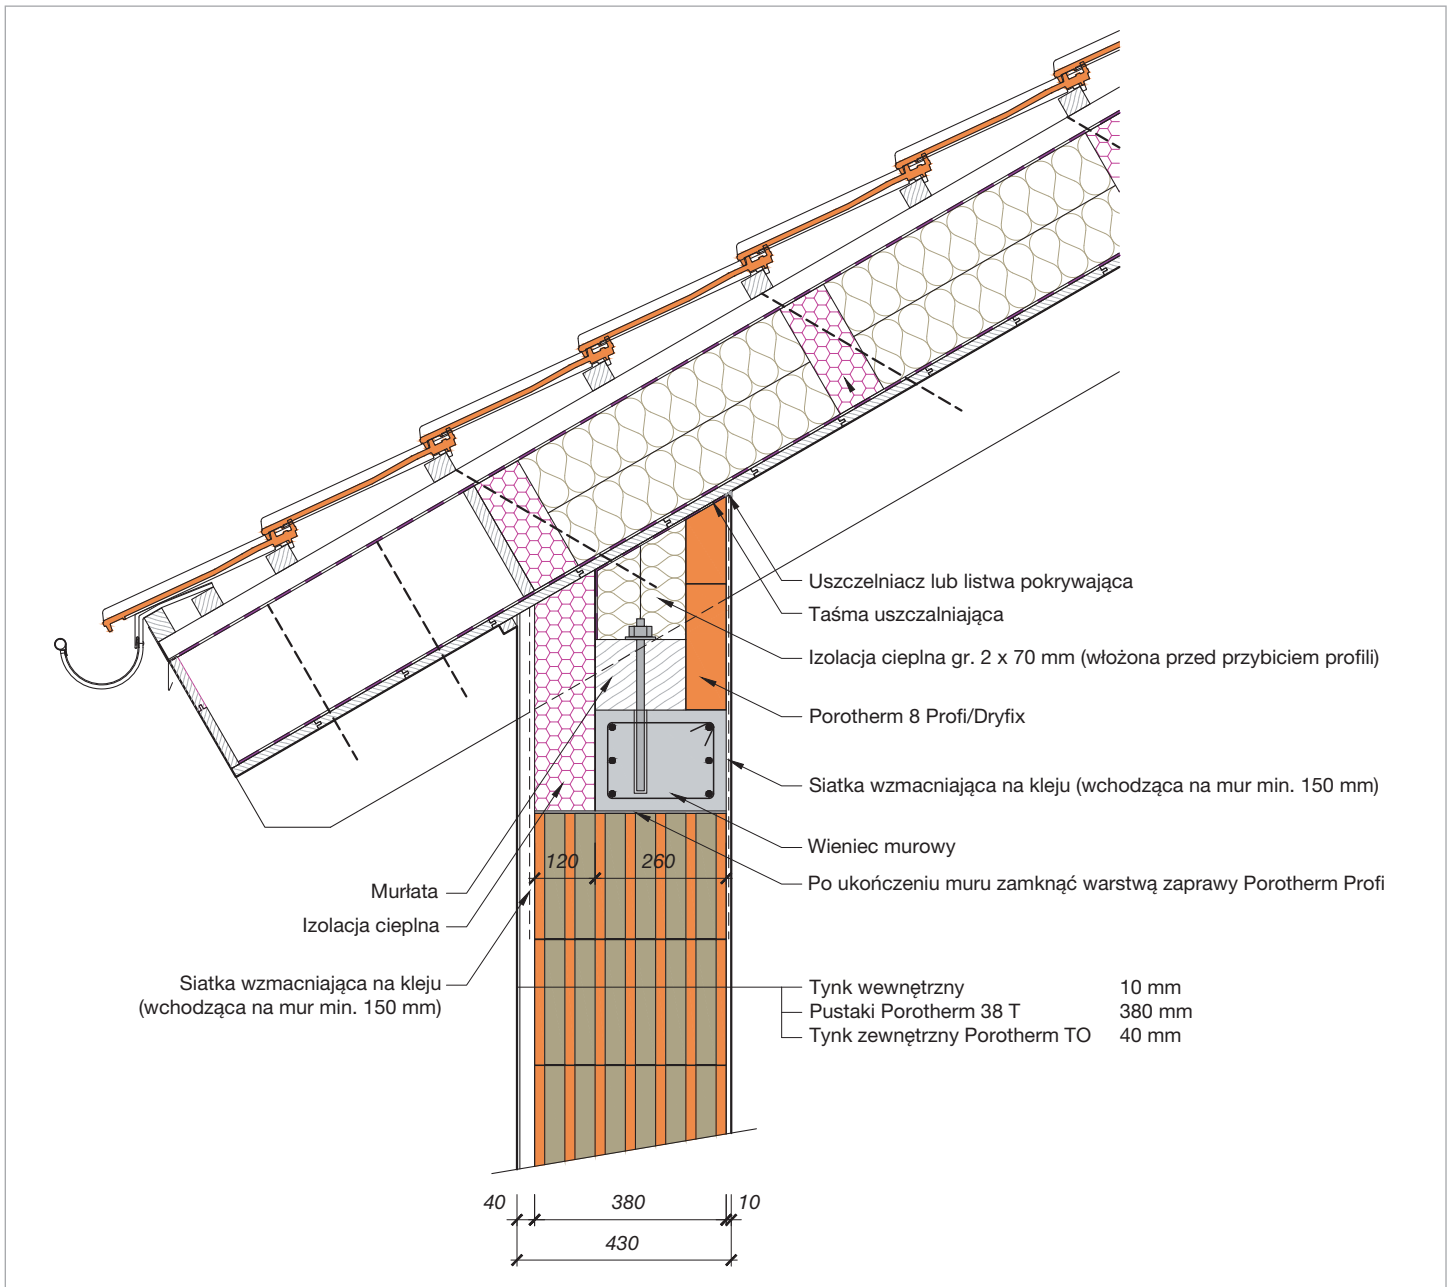 Uszczelniacz lub listwa pokrywająca
Taśma uszczalniająca
Izolacja cieplna gr. 2 x 70 mm (włożona przed przybiciem profili)
Porotherm 8 Profi/Dryfix
Siatka wzmacniająca na kleju (wchodząca na mur min. 150 mm)
Wieniec murowy
120 260
Po ukończeniu muru zamknąć warstwą zaprawy Porotherm Profi
Murłata
Izolacja cieplna
Siatka wzmacniająca na kleju
(wchodząca na mur min. 150 mm)
Tynk wewnętrzny 10 mm
Pustaki Porotherm 38 T 380 mm
Tynk zewnętrzny Porotherm TO 40 mm
40 380 10
430